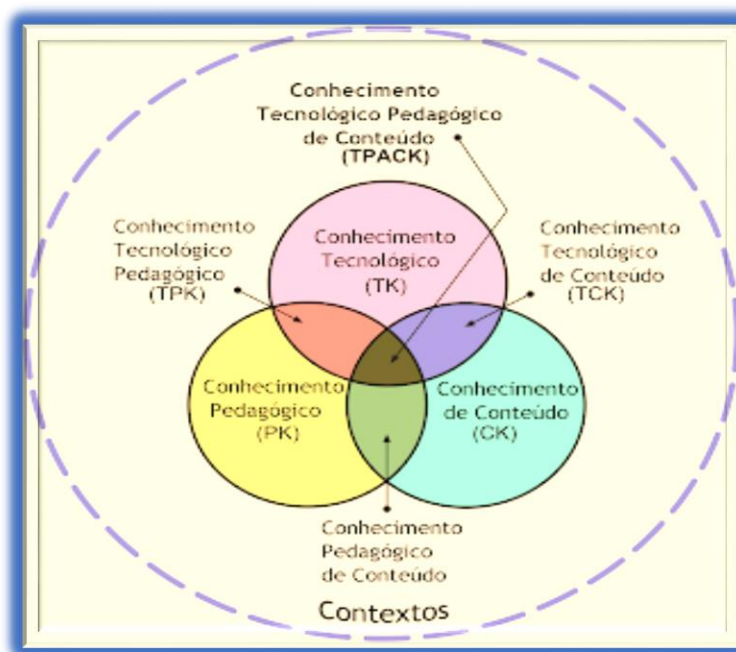 Conhecimento
Tecnológico Pedagógico
de Conteúdo
(TPACK)
Conhecimento
Tecnológico
Pedagógico
(TPK)
Conhecimento
Tecnológico
(TK)
Conhecimento
Tecnológico
de Conteúdo
(TCK)
Conhecimento
Pedagógico
(PK)
Conhecimento
de Conteúdo
(CK)
Conhecimento
Pedagógico
de Conteúdo
Contextos